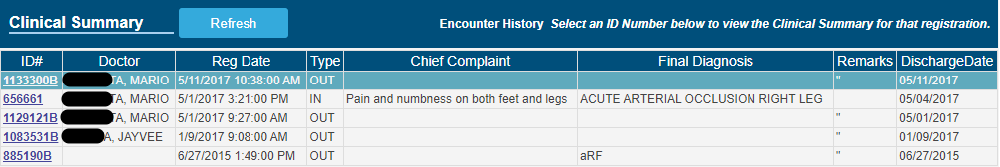 Clinical Summary Refresh Encounter History Select an ID Number below to view the Clinical Summary for that registration.
ID# Doctor Reg Date Type Chief Complaint Final Diagnosis Remarks DischargeDate
1133300B TA, MARIO 5/11/2017 10:38:00 AM OUT " 05/11/2017
656661 TA, MARIO 5/1/2017 3:21:00 PM IN Pain and numbness on both feet and legs ACUTE ARTERIAL OCCLUSION RIGHT LEG 05/04/2017
1129121B TA, MARIO 5/1/2017 9:27:00 AM OUT " 05/01/2017
1083531B A, JAYVEE 1/9/2017 9:08:00 AM OUT " 01/09/2017
885190B 6/27/2015 1:49:00 PM OUT aRF " 06/27/2015